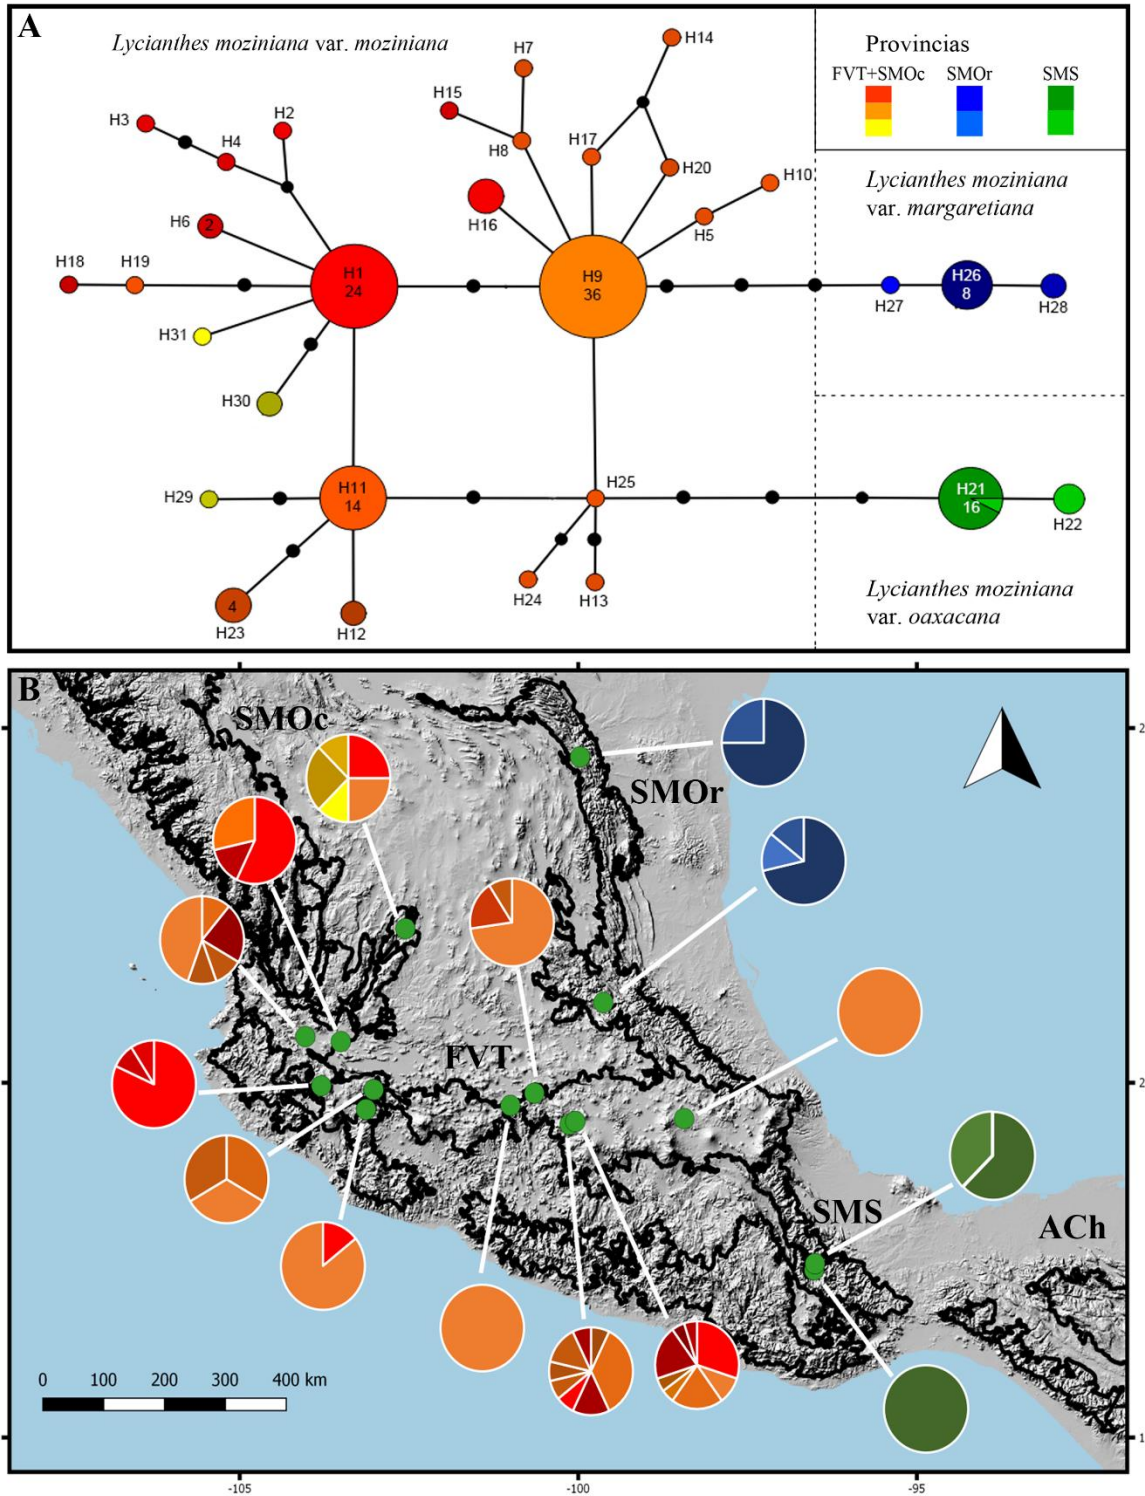 A
Lycianthes moziniana var. moziniana
Provincias
FVT+SMOc SMOr SMS
Lycianthes moziniana
var. margaretiana
Lycianthes moziniana
var. oaxacana
H3
H4
H2
H6
2
H18
H19
H31
H30
H1
24
H15
H7
H8
H16
H17
H14
H20
H10
H5
H9
36
H27
H26
8
H28
H29
H11
14
H25
H21
16
H22
4
H23
H12
H24
H13
B
SMOc
SMOr
FVT
SMS
ACh
0 100 200 300 400 km
2
2
1
-105
-100
-95